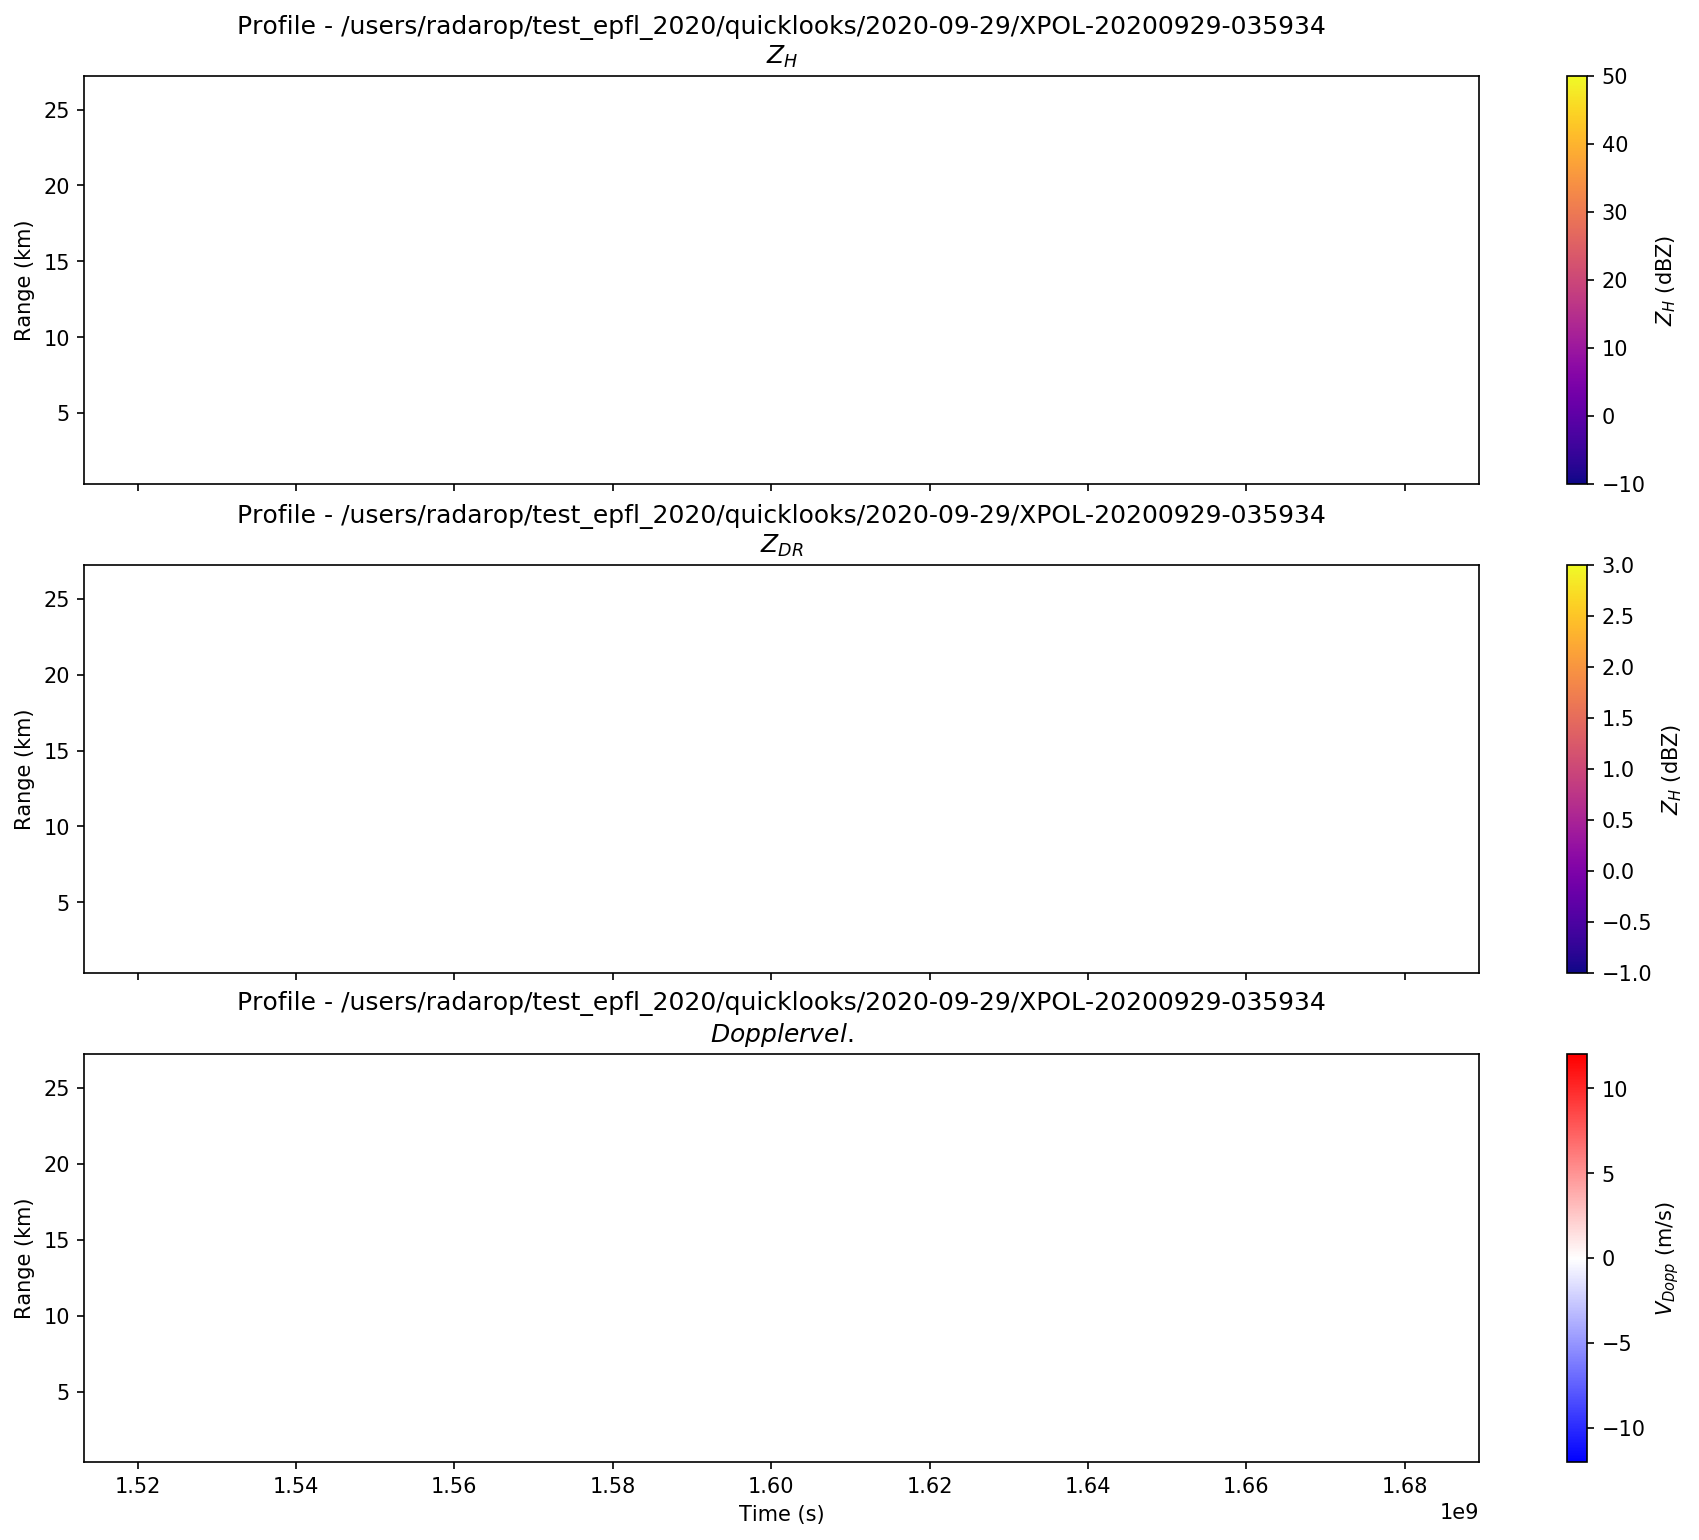 Profile - /users/radarop/test_epfl_2020/quicklooks/2020-09-29/XPOL-20200929-035934
Z_H
25
20
15
10
5
Range (km)
50
40
30
20
10
0
−10
Z_H (dBZ)
Profile - /users/radarop/test_epfl_2020/quicklooks/2020-09-29/XPOL-20200929-035934
Z_DR
25
20
15
10
5
Range (km)
3.0
2.5
2.0
1.5
1.0
0.5
0.0
−0.5
−1.0
Z_H (dBZ)
Profile - /users/radarop/test_epfl_2020/quicklooks/2020-09-29/XPOL-20200929-035934
Dopplervel.
25
20
15
10
5
Range (km)
10
5
0
−5
−10
V_Dopp (m/s)
1.52 1.54 1.56 1.58 1.60 1.62 1.64 1.66 1.68
Time (s)
1e9